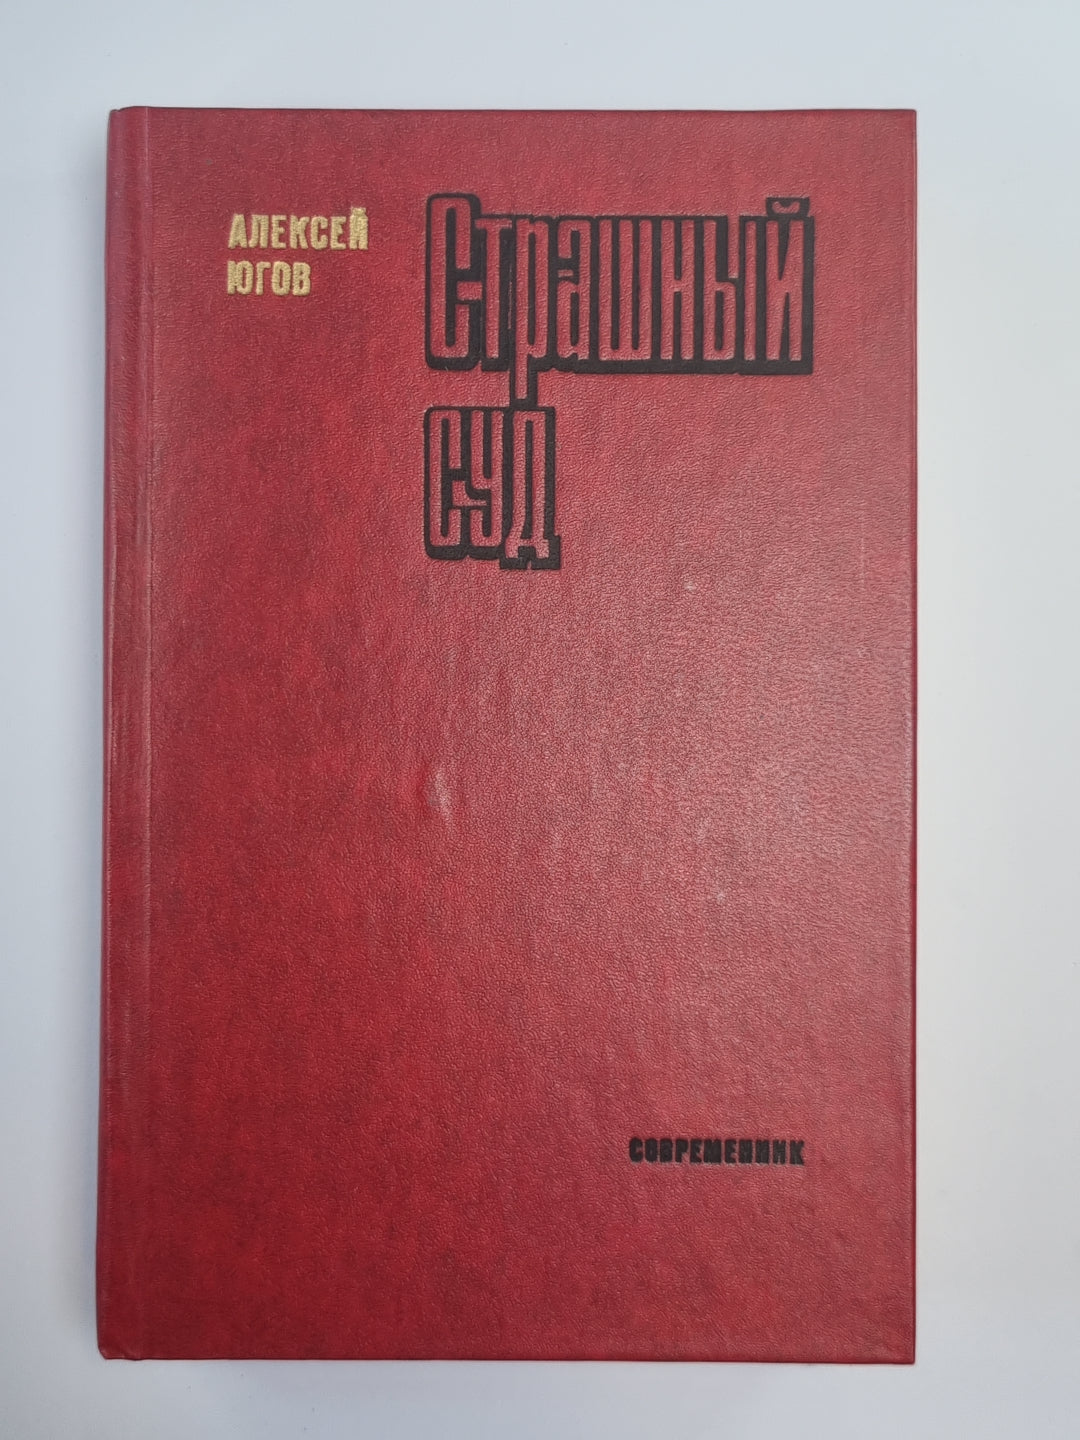 АЛЕКСЕЙ
ЮГОВ
Страшный
суд
СОВРЕМЕННИК